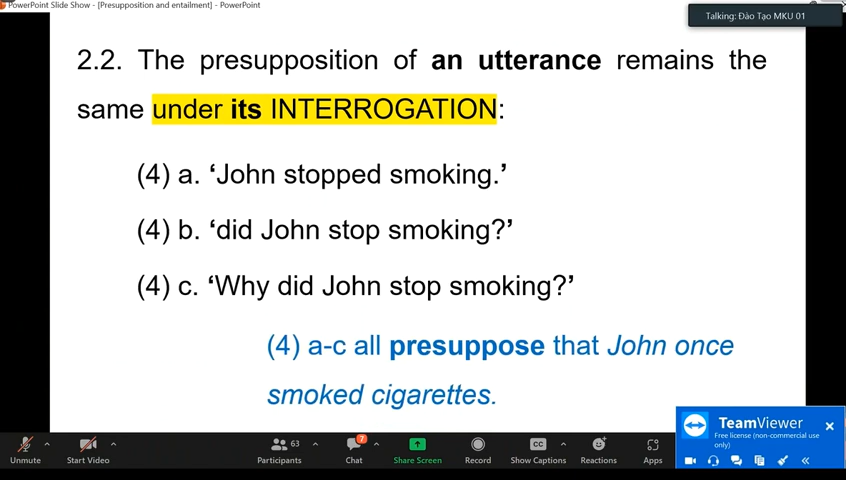 PowerPoint Slide Show - [Presupposition and entailment] - PowerPoint
Talking: Đào Tạo MKU 01
2.2. The presupposition of an utterance remains the
same under its INTERROGATION:
(4) a. ‘John stopped smoking.’
(4) b. ‘did John stop smoking?’
(4) c. ‘Why did John stop smoking?’
(4) a-c all presuppose that John once
smoked cigarettes.
TeamViewer
Free license (non-commercial use
only)
63
7
CC
Unmute
Start Video
Participants
Chat
Share Screen
Record
Show Captions
Reactions
Apps